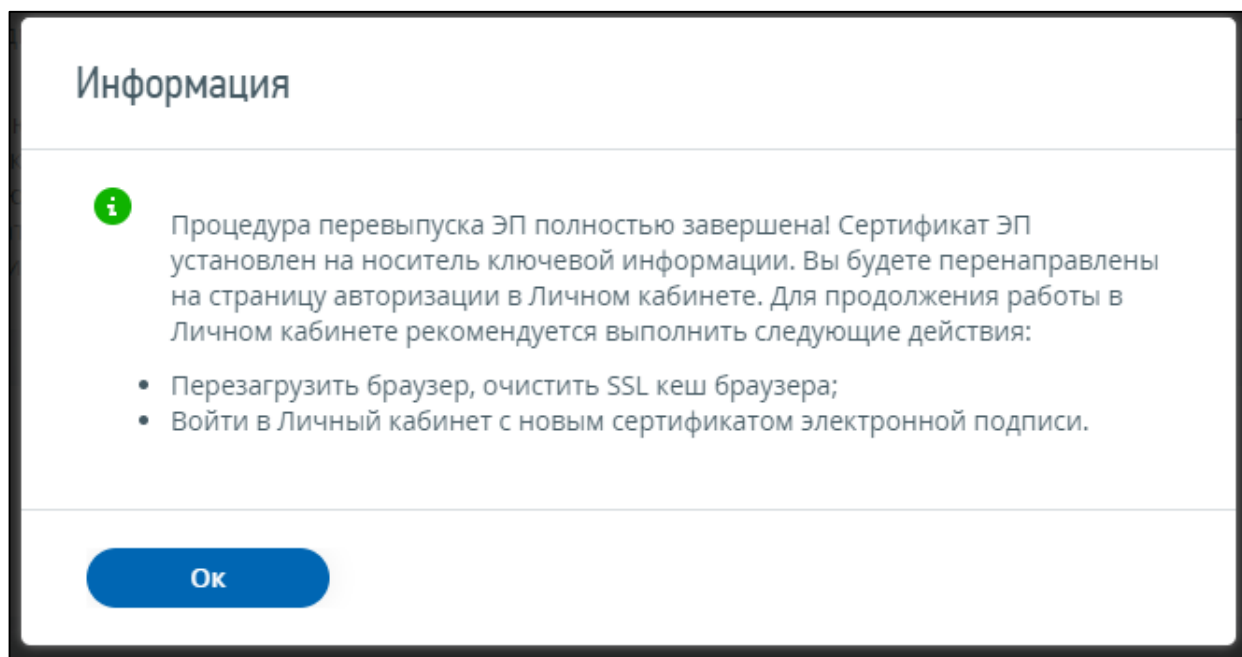 Информация
Процедура перевыпуска ЭП полностью завершена! Сертификат ЭП
установлен на носитель ключевой информации. Вы будете перенаправлены
на страницу авторизации в Личном кабинете. Для продолжения работы в
Личном кабинете рекомендуется выполнить следующие действия:
• Перезагрузить браузер, очистить SSL кеш браузера;
• Войти в Личный кабинет с новым сертификатом электронной подписи.
Ок